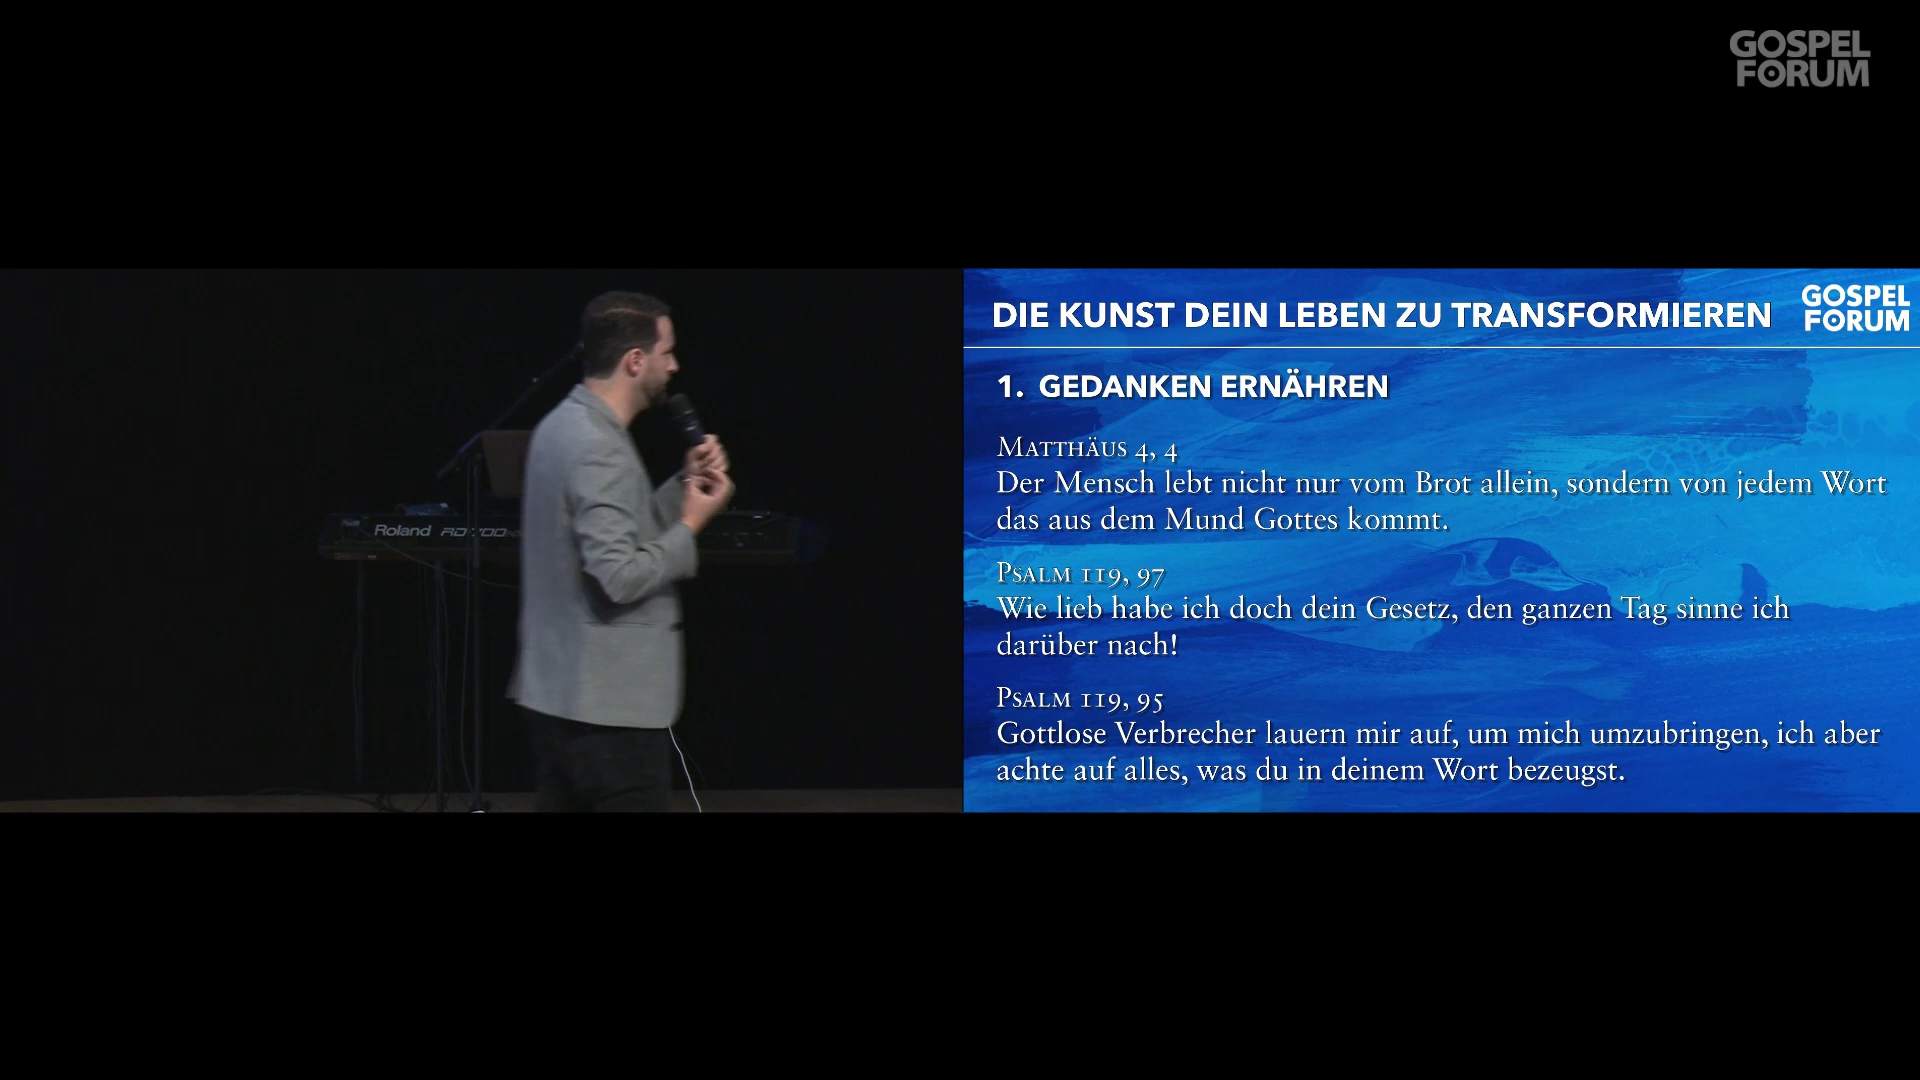 GOSPEL
FORUM
Roland RD-700
DIE KUNST DEIN LEBEN ZU TRANSFORMIEREN
GOSPEL
FORUM
1. GEDANKEN ERNÄHREN
MATTHÄUS 4, 4
Der Mensch lebt nicht nur vom Brot allein, sondern von jedem Wort
das aus dem Mund Gottes kommt.
PSALM 119, 97
Wie lieb habe ich doch dein Gesetz, den ganzen Tag sinne ich
darüber nach!
PSALM 119, 95
Gottlose Verbrecher lauern mir auf, um mich umzubringen, ich aber
achte auf alles, was du in deinem Wort bezeugst.